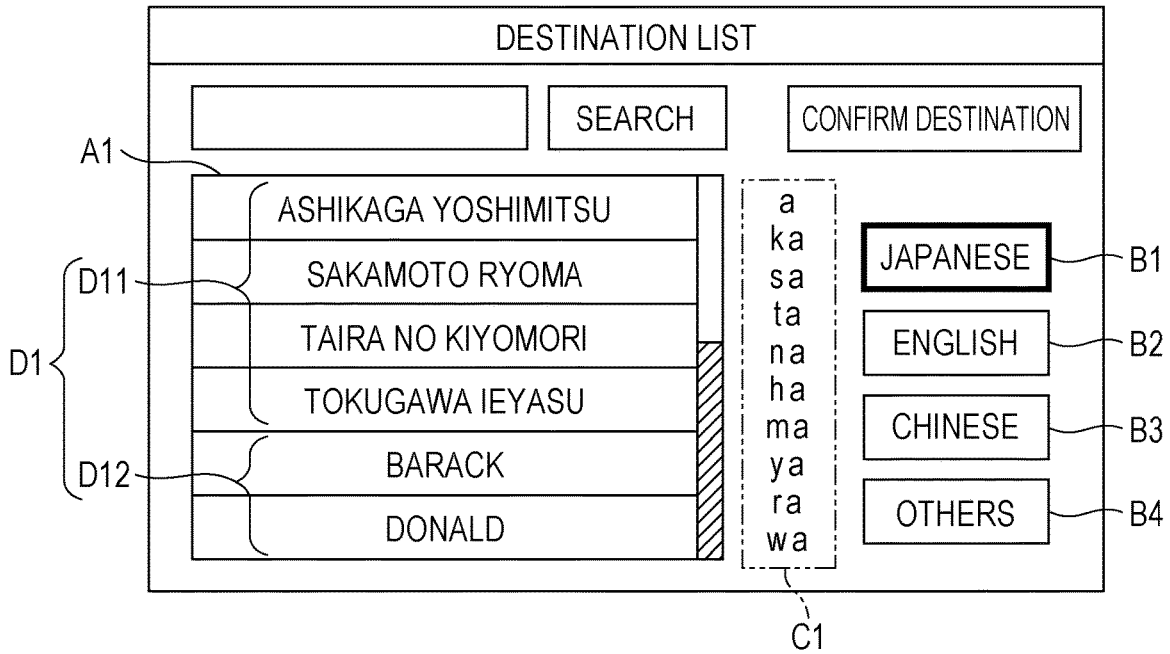 DESTINATION LIST
SEARCH
CONFIRM DESTINATION
A1
ASHIKAGA YOSHIMITSU
SAKAMOTO RYOMA
TAIRA NO KIYOMORI
TOKUGAWA IEYASU
BARACK
DONALD
D1
D11
D12
a
ka
sa
ta
na
ha
ma
ya
ra
wa
C1
JAPANESE
B1
ENGLISH
B2
CHINESE
B3
OTHERS
B4